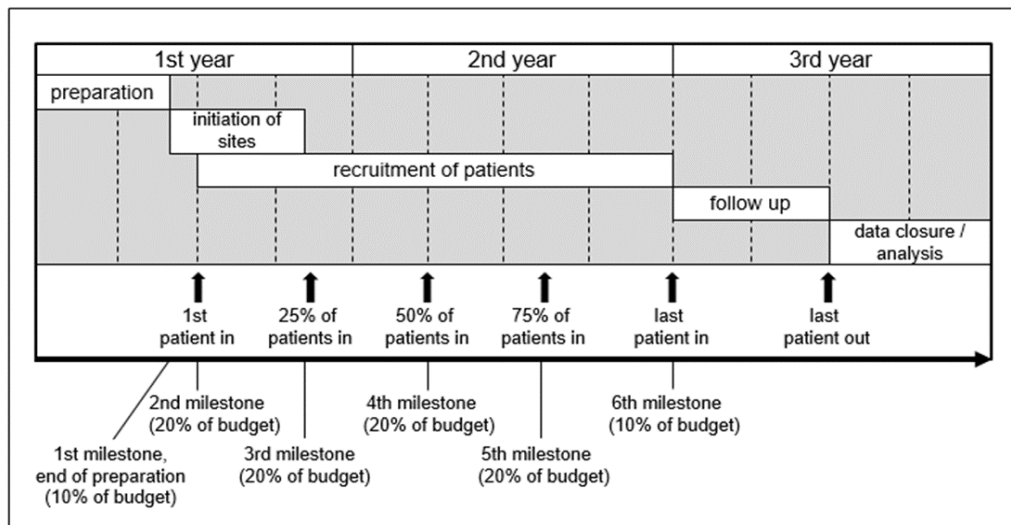 1st year
2nd year
3rd year
preparation
initiation of
sites
recruitment of patients
follow up
data closure /
analysis
1st
patient in
25% of
patients in
50% of
patients in
75% of
patients in
last
patient in
last
patient out
2nd milestone
(20% of budget)
4th milestone
(20% of budget)
6th milestone
(10% of budget)
1st milestone,
end of preparation
(10% of budget)
3rd milestone
(20% of budget)
5th milestone
(20% of budget)